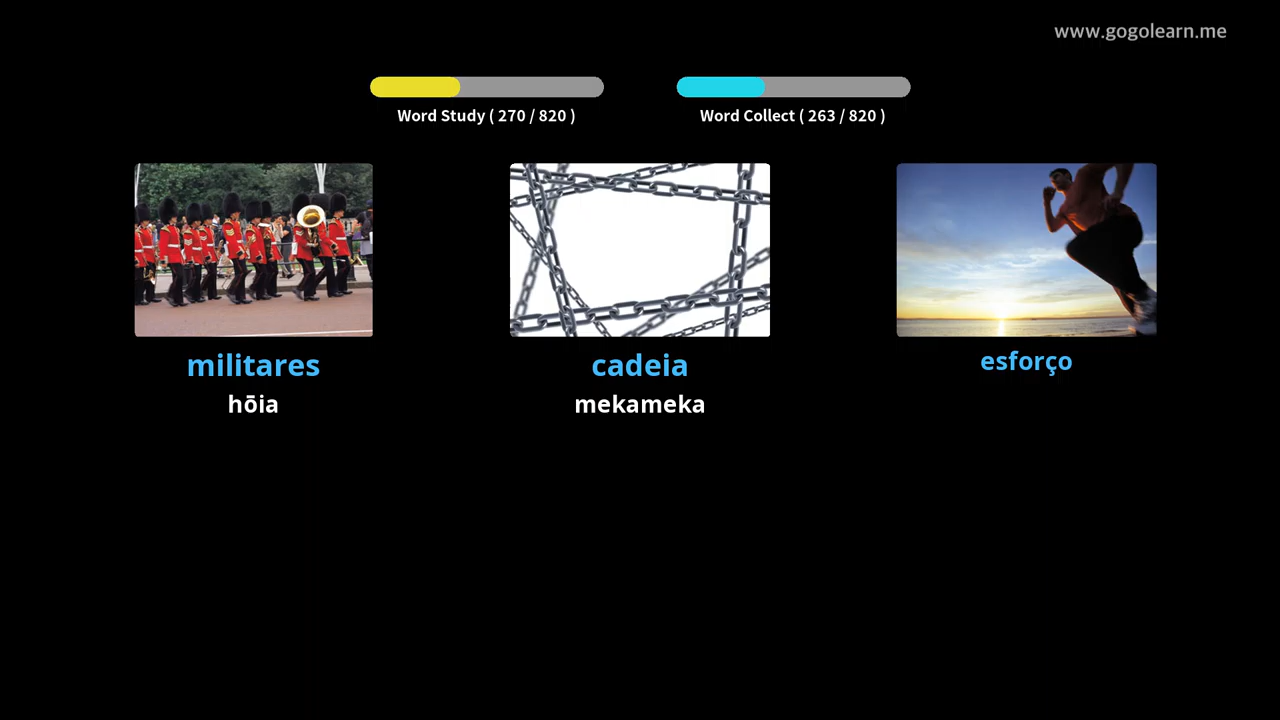 www.gogolearn.me
Word Study ( 270 / 820 )
Word Collect ( 263 / 820 )
militares
hōia
cadeia
mekameka
esforço